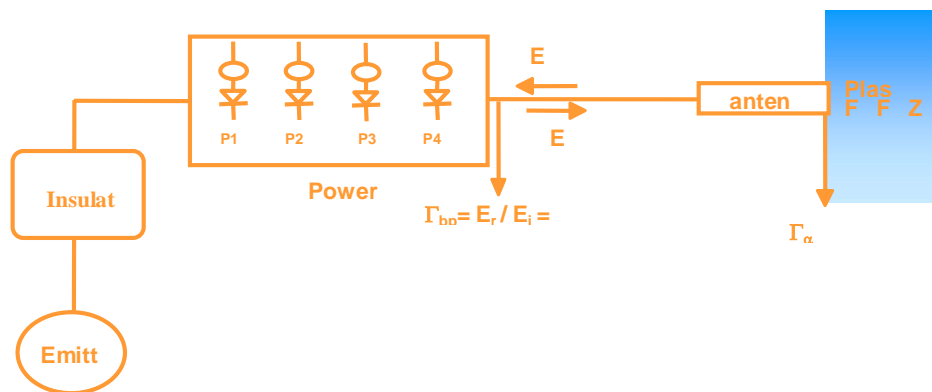 E
anten
Plas
F F Z
P1 P2 P3 P4
E
Insulat
Power
Γbp= Er / Ei =
Γα
Emitt